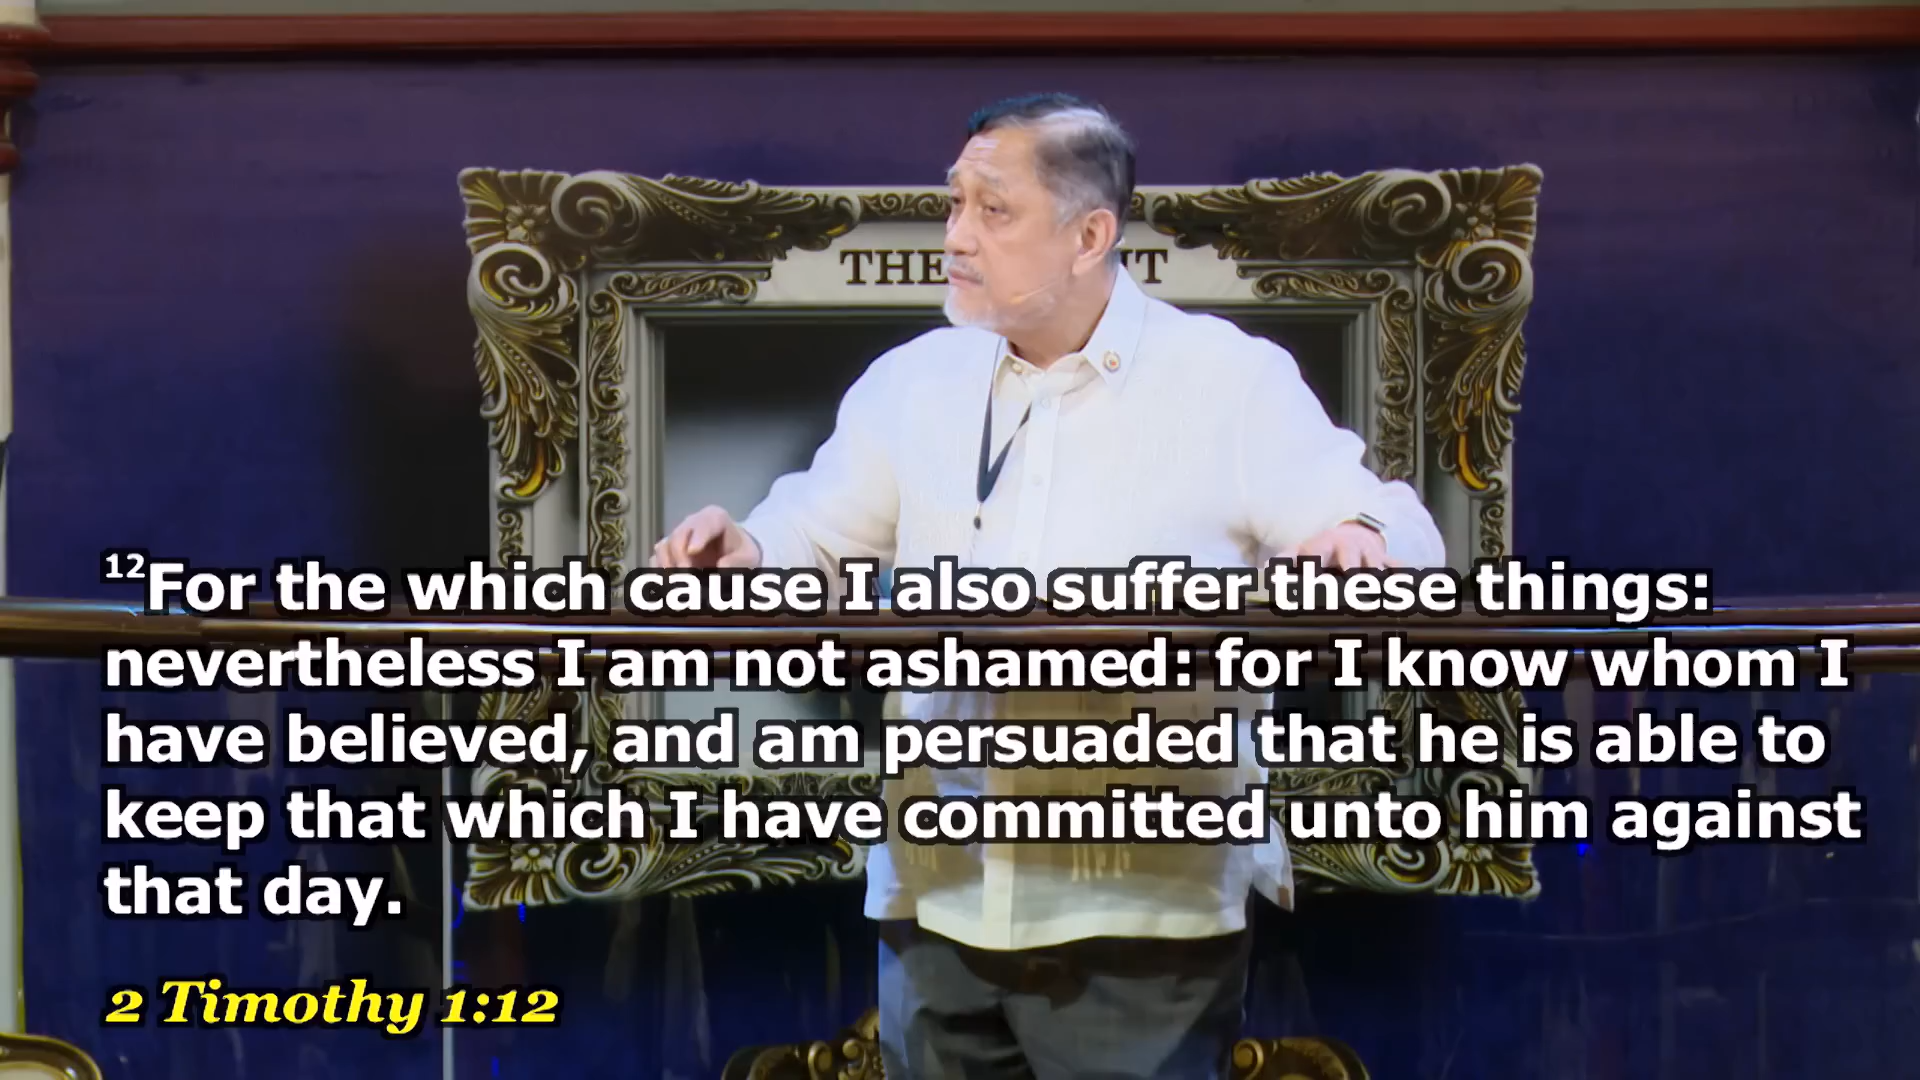 THE IT
12For the which cause I also suffer these things:
nevertheless I am not ashamed: for I know whom I
have believed, and am persuaded that he is able to
keep that which I have committed unto him against
that day.
2 Timothy 1:12